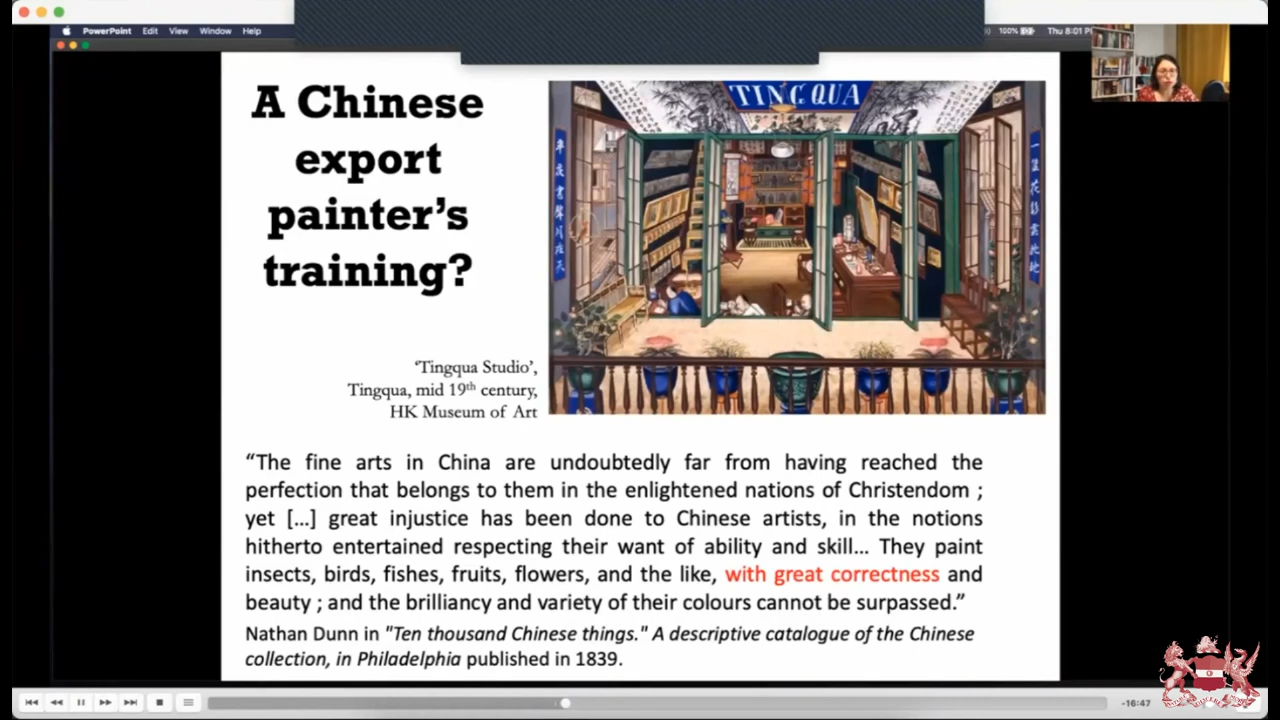 PowerPoint Edit View Window Help
100%
Thu 8:01
A Chinese
export
painter's
training?
TINGQUA
'Tingqua Studio',
Tingqua, mid 19th century,
HK Museum of Art
"The fine arts in China are undoubtedly far from having reached the
perfection that belongs to them in the enlightened nations of Christendom ;
yet [...] great injustice has been done to Chinese artists, in the notions
hitherto entertained respecting their want of ability and skill... They paint
insects, birds, fishes, fruits, flowers, and the like, with great correctness and
beauty ; and the brilliancy and variety of their colours cannot be surpassed."
Nathan Dunn in "Ten thousand Chinese things." A descriptive catalogue of the Chinese
collection, in Philadelphia published in 1839.
-16:47